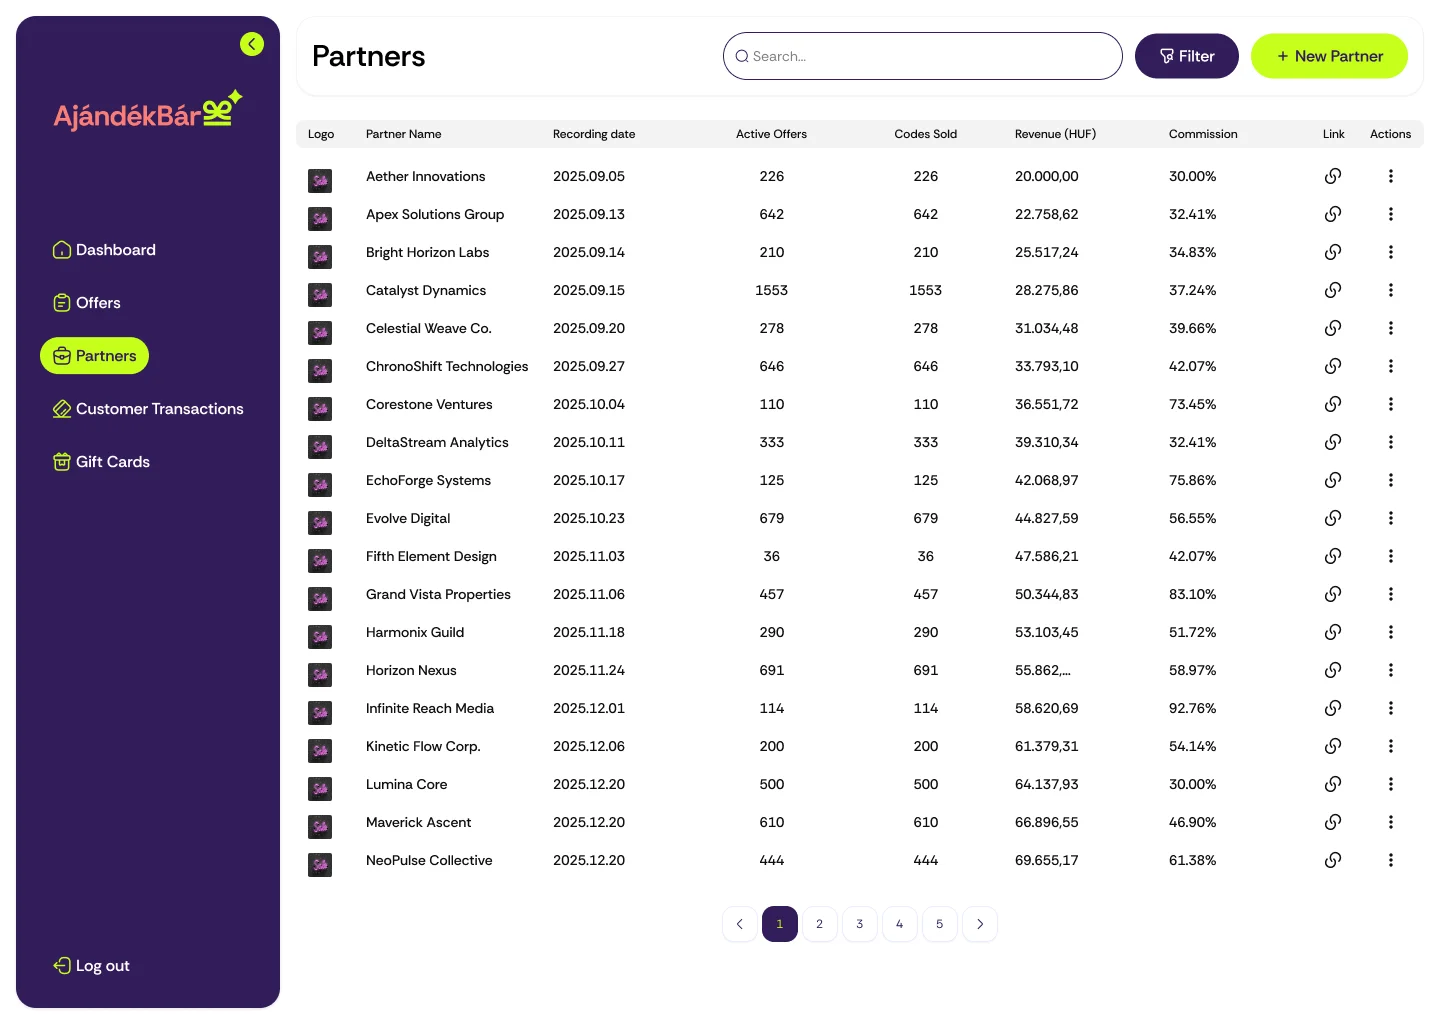 AjándékBár
Dashboard
Offers
Partners
Customer Transactions
Gift Cards
Log out
Partners
Search...
Filter
+ New Partner
Logo Partner Name Recording date Active Offers Codes Sold Revenue (HUF) Commission Link Actions
Aether Innovations 2025.09.05 226 226 20.000,00 30.00%
Apex Solutions Group 2025.09.13 642 642 22.758,62 32.41%
Bright Horizon Labs 2025.09.14 210 210 25.517,24 34.83%
Catalyst Dynamics 2025.09.15 1553 1553 28.275,86 37.24%
Celestial Weave Co. 2025.09.20 278 278 31.034,48 39.66%
ChronoShift Technologies 2025.09.27 646 646 33.793,10 42.07%
Corestone Ventures 2025.10.04 110 110 36.551,72 73.45%
DeltaStream Analytics 2025.10.11 333 333 39.310,34 32.41%
EchoForge Systems 2025.10.17 125 125 42.068,97 75.86%
Evolve Digital 2025.10.23 679 679 44.827,59 56.55%
Fifth Element Design 2025.11.03 36 36 47.586,21 42.07%
Grand Vista Properties 2025.11.06 457 457 50.344,83 83.10%
Harmonix Guild 2025.11.18 290 290 53.103,45 51.72%
Horizon Nexus 2025.11.24 691 691 55.862,... 58.97%
Infinite Reach Media 2025.12.01 114 114 58.620,69 92.76%
Kinetic Flow Corp. 2025.12.06 200 200 61.379,31 54.14%
Lumina Core 2025.12.20 500 500 64.137,93 30.00%
Maverick Ascent 2025.12.20 610 610 66.896,55 46.90%
NeoPulse Collective 2025.12.20 444 444 69.655,17 61.38%
1 2 3 4 5